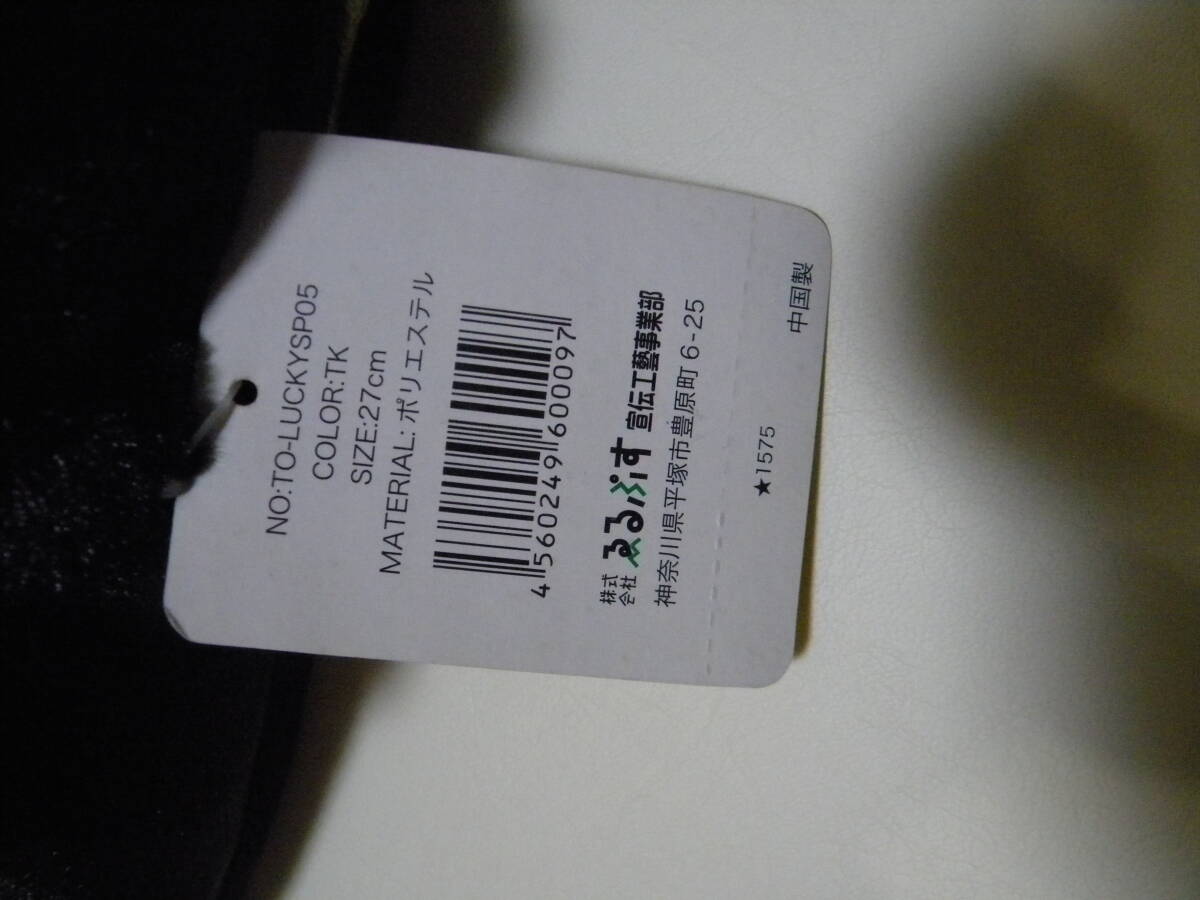 NO:TO-LUCKYSP05
COLOR:TK
SIZE:27cm
MATERIAL:ポリエステル
4 560249 600097
株式会社 ゑるぷす 宣伝工藝事業部
神奈川県平塚市豊原町 6-25
★1575
中国製